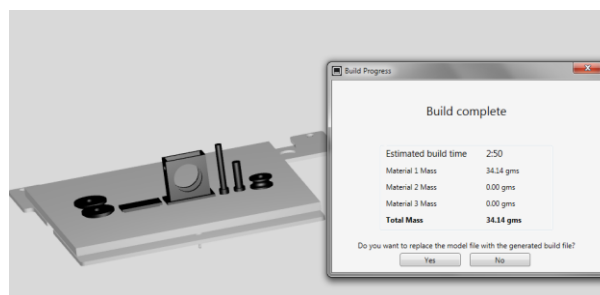 Build Progress
Build complete
Estimated build time 2:50
Material 1 Mass 34.14 gms
Material 2 Mass 0.00 gms
Material 3 Mass 0.00 gms
Total Mass 34.14 gms
Do you want to replace the model file with the generated build file?
Yes No